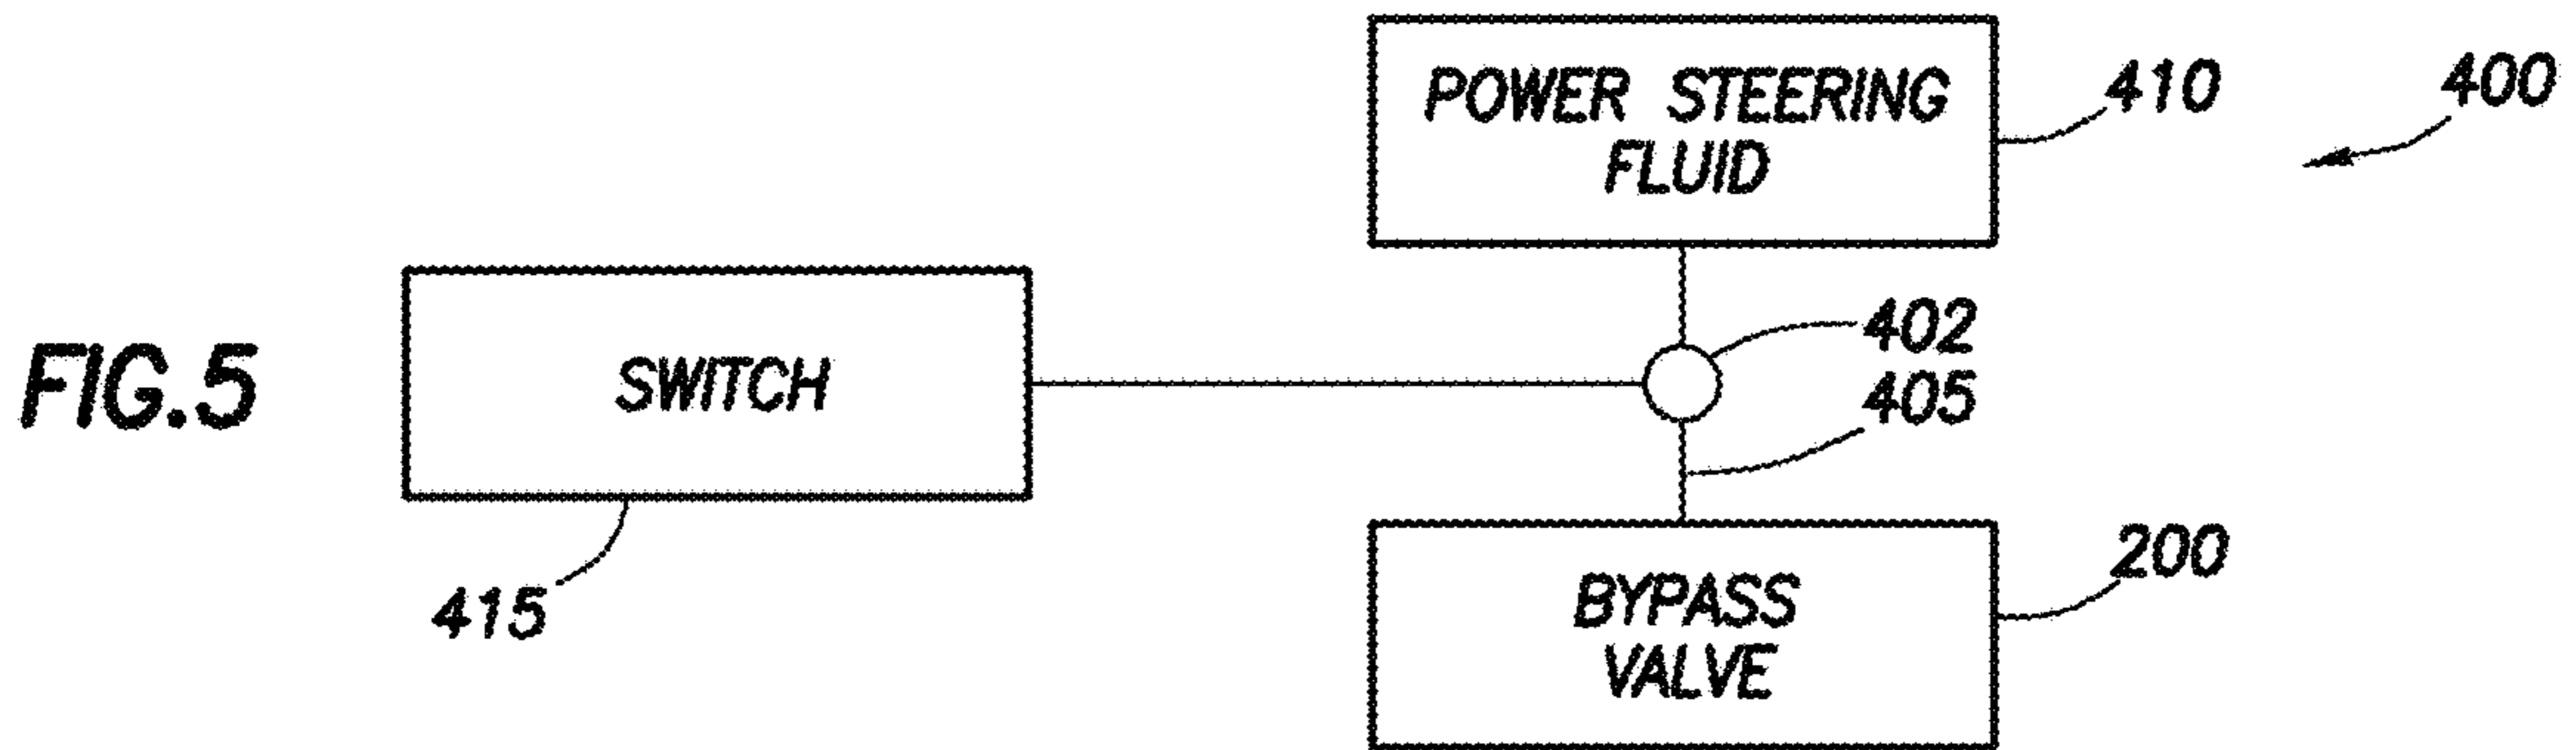 POWER STEERING
FLUID
410
400
402
405
FIG.5
SWITCH
415
BYPASS
VALVE
200